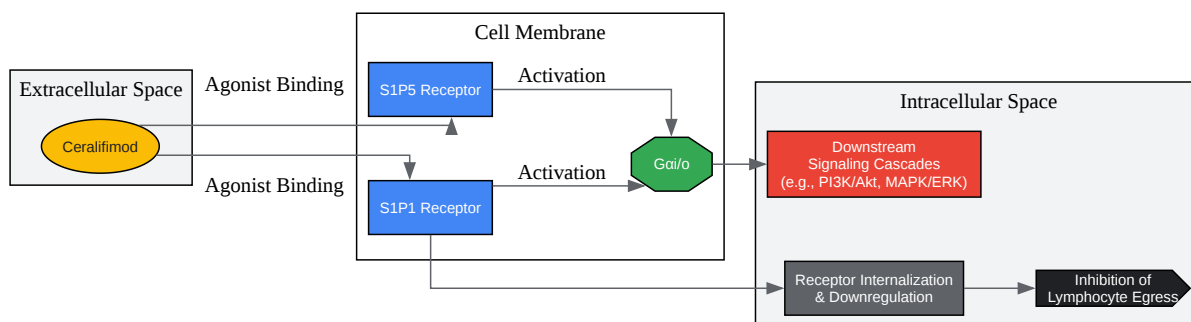 Cell Membrane
Extracellular Space
Agonist Binding
S1P5 Receptor
Activation
Intracellular Space
Ceralifimod
Gαi/o
Downstream
Signaling Cascades
(e.g., PI3K/Akt, MAPK/ERK)
Agonist Binding
S1P1 Receptor
Activation
Receptor Internalization
& Downregulation
Inhibition of
Lymphocyte Egress